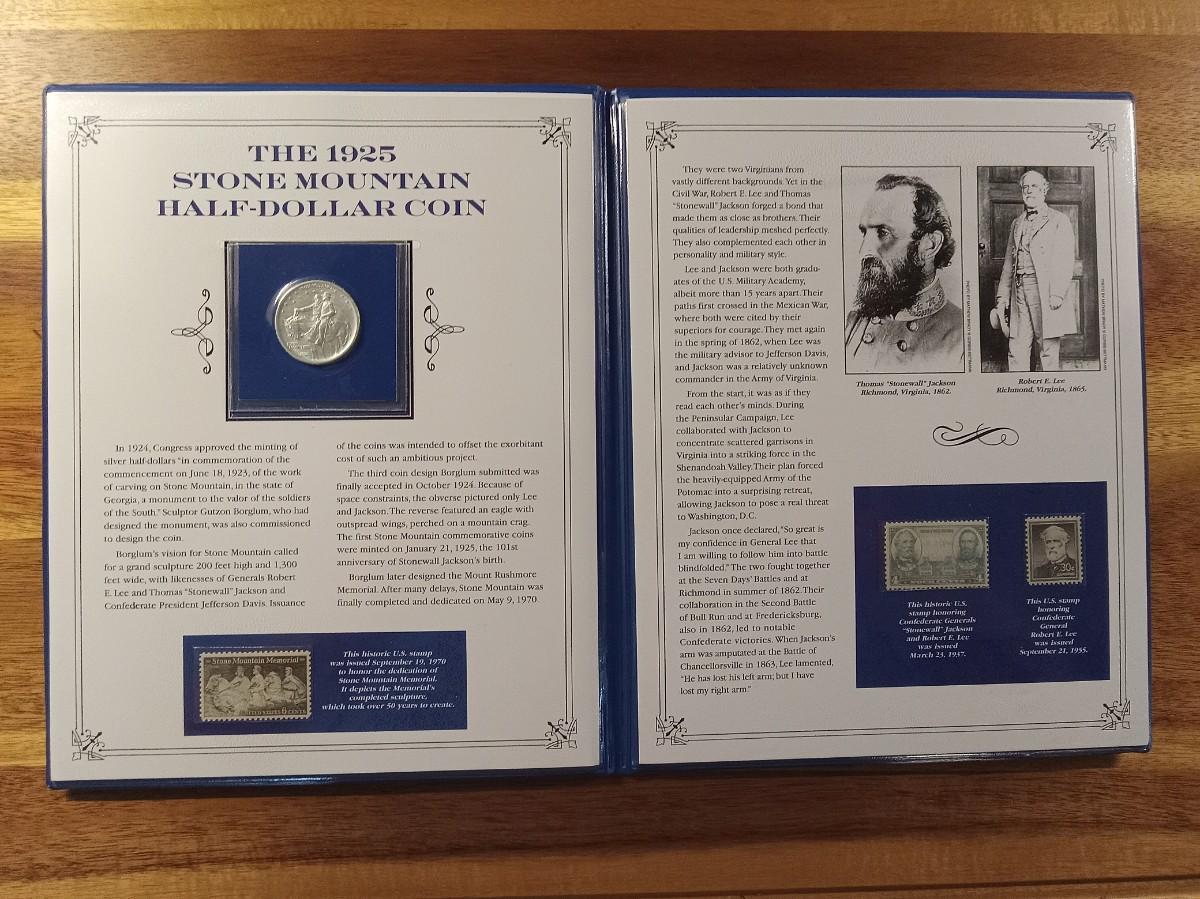 THE 1925
STONE MOUNTAIN
HALF-DOLLAR COIN
In 1924, Congress approved the minting of
silver half-dollars "in commemoration of the
commencement on June 18, 1923, of the work
of carving on Stone Mountain, in the state of
Georgia, a monument to the valor of the soldiers
of the South." Sculptor Gutzon Borglum, who had
designed the monument, was also commissioned
to design the coin.
Borglum's vision for Stone Mountain called
for a grand sculpture 200 feet high and 1,300
feet wide, with likenesses of Generals Robert
E. Lee and Thomas "Stonewall" Jackson and
Confederate President Jefferson Davis. Issuance
of the coins was intended to offset the exorbitant
cost of such an ambitious project.
The third coin design Borglum submitted was
finally accepted in October 1924. Because of
space constraints, the obverse pictured only Lee
and Jackson. The reverse featured an eagle with
outspread wings, perched on a mountain crag.
The first Stone Mountain commemorative coins
were minted on January 21, 1925, the 101st
anniversary of Stonewall Jackson's birth.
Borglum later designed the Mount Rushmore
Memorial. After many delays, Stone Mountain was
finally completed and dedicated on May 9, 1970.
Stone Mountain Memorial
UNITED STATES 6 CENTS
This historic U.S. stamp
was issued September 19, 1970
to honor the dedication of
Stone Mountain Memorial.
It depicts the Memorial's
completed sculpture,
which took over 50 years to create.
They were two Virginians from
vastly different backgrounds. Yet in the
Civil War, Robert E. Lee and Thomas
"Stonewall" Jackson forged a bond that
made them as close as brothers. Their
qualities of leadership meshed perfectly.
They also complemented each other in
personality and military style.
Lee and Jackson were both gradu-
ates of the U.S. Military Academy,
albeit more than 15 years apart. Their
paths first crossed in the Mexican War,
where both were cited by their
superiors for courage. They met again
in the spring of 1862, when Lee was
the military advisor to Jefferson Davis,
and Jackson was a relatively unknown
commander in the Army of Virginia.
From the start, it was as if they
read each other's minds. During
the Peninsular Campaign, Lee
collaborated with Jackson to
concentrate scattered garrisons in
Virginia into a striking force in the
Shenandoah Valley. Their plan forced
the heavily-equipped Army of the
Potomac into a surprising retreat,
allowing Jackson to pose a real threat
to Washington, D.C.
Jackson once declared, "So great is
my confidence in General Lee that
I am willing to follow him into battle
blindfolded." The two fought together
at the Seven Days' Battles and at
Richmond in summer of 1862. Their
collaboration in the Second Battle
of Bull Run and at Fredericksburg,
also in 1862, led to notable
Confederate victories. When Jackson's
arm was amputated at the Battle of
Chancellorsville in 1863, Lee lamented,
"He has lost his left arm; but I have
lost my right arm."
Thomas "Stonewall" Jackson
Richmond, Virginia, 1862.
Robert E. Lee
Richmond, Virginia, 1865.
30¢
This historic U.S.
stamp honoring
Confederate Generals
"Stonewall" Jackson
and Robert E. Lee
was issued
March 23, 1937.
This U.S. stamp
honoring
Confederate
General
Robert E. Lee
was issued
September 21, 1955.